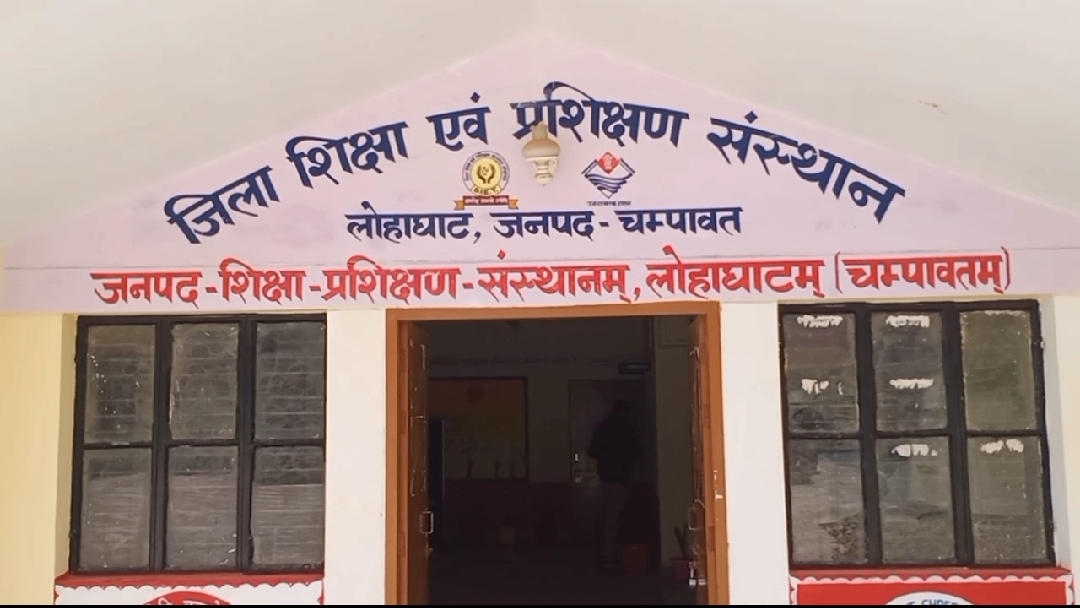 जिला शिक्षा एवं प्रशिक्षण संस्थान
लोहाघाट, जनपद - चम्पावत
जनपद-शिक्षा-प्रशिक्षण-संस्थानम्, लोहाघाटम् (चम्पावतम्)